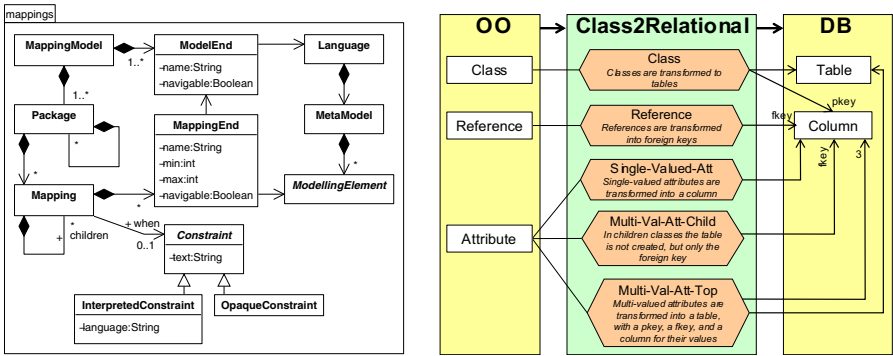 mappings
MappingModel
1..*
ModelEnd
-name:String
-navigable:Boolean
Language
1..*
Package
*
MappingEnd
-name:String
-min:int
-max:int
-navigable:Boolean
MetaModel
*
*
Mapping
*
ModellingElement
*
+
children
+ when
0..1
Constraint
-text:String
InterpretedConstraint
-language:String
OpaqueConstraint
OO
Class2Relational
DB
Class
Class
Classes are transformed to
tables
Table
pkey
Reference
Reference
References are transformed
into foreign keys
fkey
Column
Single-Valued-Att
Single-valued attributes are
transformed into a column
fkey
3
Attribute
Multi-Val-Att-Child
In children classes the table
is not created, but only the
foreign key
Multi-Val-Att-Top
Multi-valued attributes are
transformed into a table,
with a pkey, a fkey, and a
column for their values